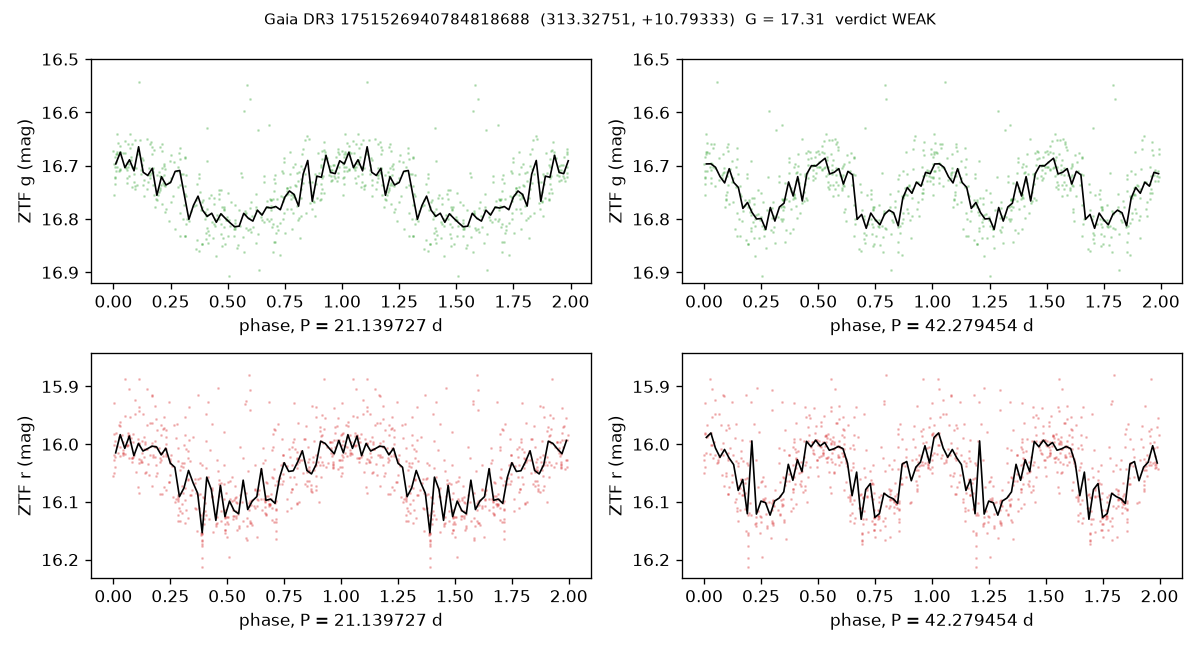 Gaia DR3 1751526940784818688  (313.32751, +10.79333)  G = 17.31  verdict WEAK
ZTF g (mag)
16.5
16.6
16.7
16.8
16.9
0.00 0.25 0.50 0.75 1.00 1.25 1.50 1.75 2.00
phase, P = 21.139727 d
ZTF g (mag)
16.5
16.6
16.7
16.8
16.9
0.00 0.25 0.50 0.75 1.00 1.25 1.50 1.75 2.00
phase, P = 42.279454 d
ZTF r (mag)
15.9
16.0
16.1
16.2
0.00 0.25 0.50 0.75 1.00 1.25 1.50 1.75 2.00
phase, P = 21.139727 d
ZTF r (mag)
15.9
16.0
16.1
16.2
0.00 0.25 0.50 0.75 1.00 1.25 1.50 1.75 2.00
phase, P = 42.279454 d